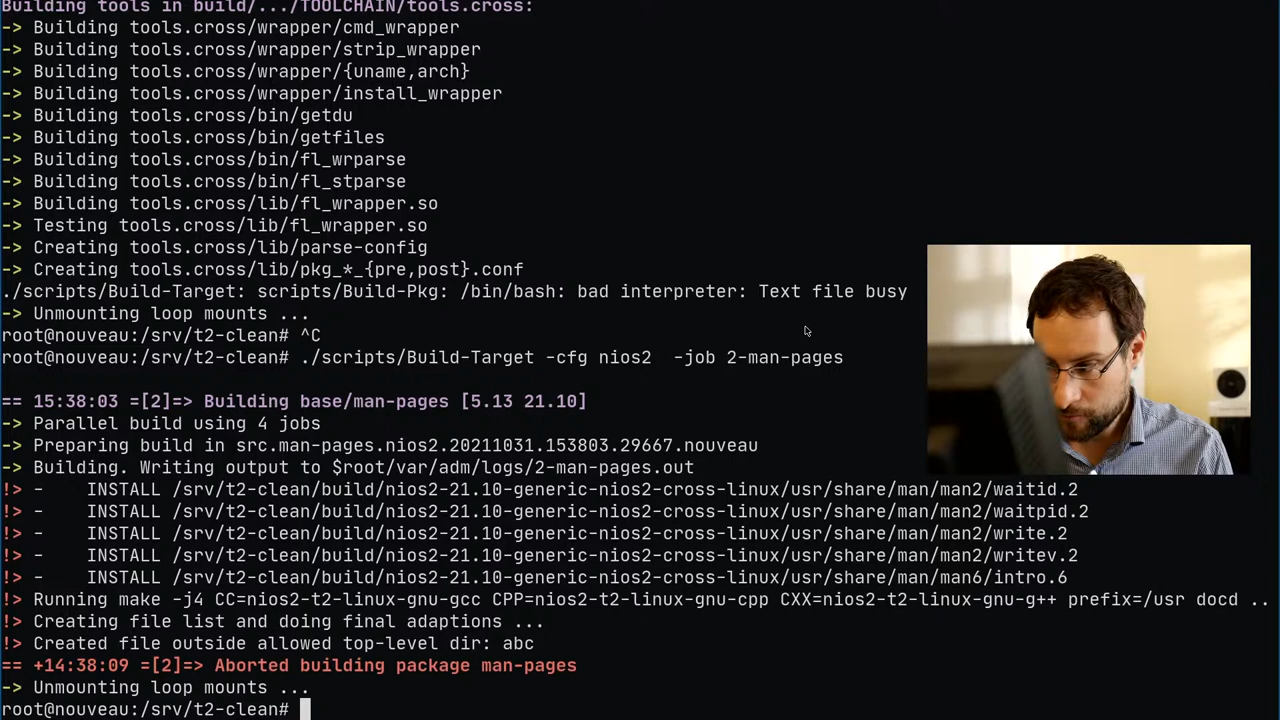 Building tools in build/.../TOOLCHAIN/tools.cross:
-> Building tools.cross/wrapper/cmd_wrapper
-> Building tools.cross/wrapper/strip_wrapper
-> Building tools.cross/wrapper/{uname,arch}
-> Building tools.cross/wrapper/install_wrapper
-> Building tools.cross/bin/getdu
-> Building tools.cross/bin/getfiles
-> Building tools.cross/bin/fl_wrparse
-> Building tools.cross/bin/fl_stparse
-> Building tools.cross/lib/fl_wrapper.so
-> Testing tools.cross/lib/fl_wrapper.so
-> Creating tools.cross/lib/parse-config
-> Creating tools.cross/lib/pkg_*_{pre,post}.conf
./scripts/Build-Target: scripts/Build-Pkg: /bin/bash: bad interpreter: Text file busy
-> Unmounting loop mounts ...
root@nouveau:/srv/t2-clean# ^C
root@nouveau:/srv/t2-clean# ./scripts/Build-Target -cfg nios2  -job 2-man-pages
== 15:38:03 =[2]=> Building base/man-pages [5.13 21.10]
-> Parallel build using 4 jobs
-> Preparing build in src.man-pages.nios2.20211031.153803.29667.nouveau
-> Building. Writing output to $root/var/adm/logs/2-man-pages.out
!> -    INSTALL /srv/t2-clean/build/nios2-21.10-generic-nios2-cross-linux/usr/share/man/man2/waitid.2
!> -    INSTALL /srv/t2-clean/build/nios2-21.10-generic-nios2-cross-linux/usr/share/man/man2/waitpid.2
!> -    INSTALL /srv/t2-clean/build/nios2-21.10-generic-nios2-cross-linux/usr/share/man/man2/write.2
!> -    INSTALL /srv/t2-clean/build/nios2-21.10-generic-nios2-cross-linux/usr/share/man/man2/writev.2
!> -    INSTALL /srv/t2-clean/build/nios2-21.10-generic-nios2-cross-linux/usr/share/man/man6/intro.6
!> Running make -j4 CC=nios2-t2-linux-gnu-gcc CPP=nios2-t2-linux-gnu-cpp CXX=nios2-t2-linux-gnu-g++ prefix=/usr docd ..
!> Creating file list and doing final adaptions ...
!> Created file outside allowed top-level dir: abc
== +14:38:09 =[2]=> Aborted building package man-pages
-> Unmounting loop mounts ...
root@nouveau:/srv/t2-clean#